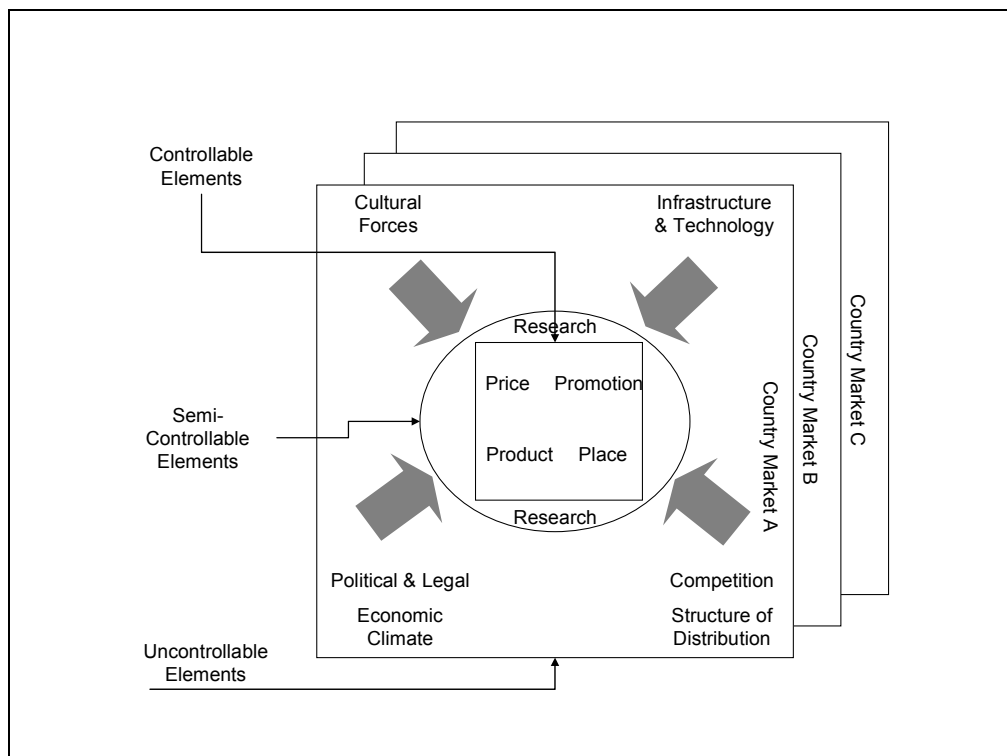 Controllable
Elements
Cultural
Forces
Infrastructure
& Technology
Research
Price Promotion
Product Place
Research
Semi-
Controllable
Elements
Country Market A
Country Market B
Country Market C
Political & Legal
Economic
Climate
Competition
Structure of
Distribution
Uncontrollable
Elements